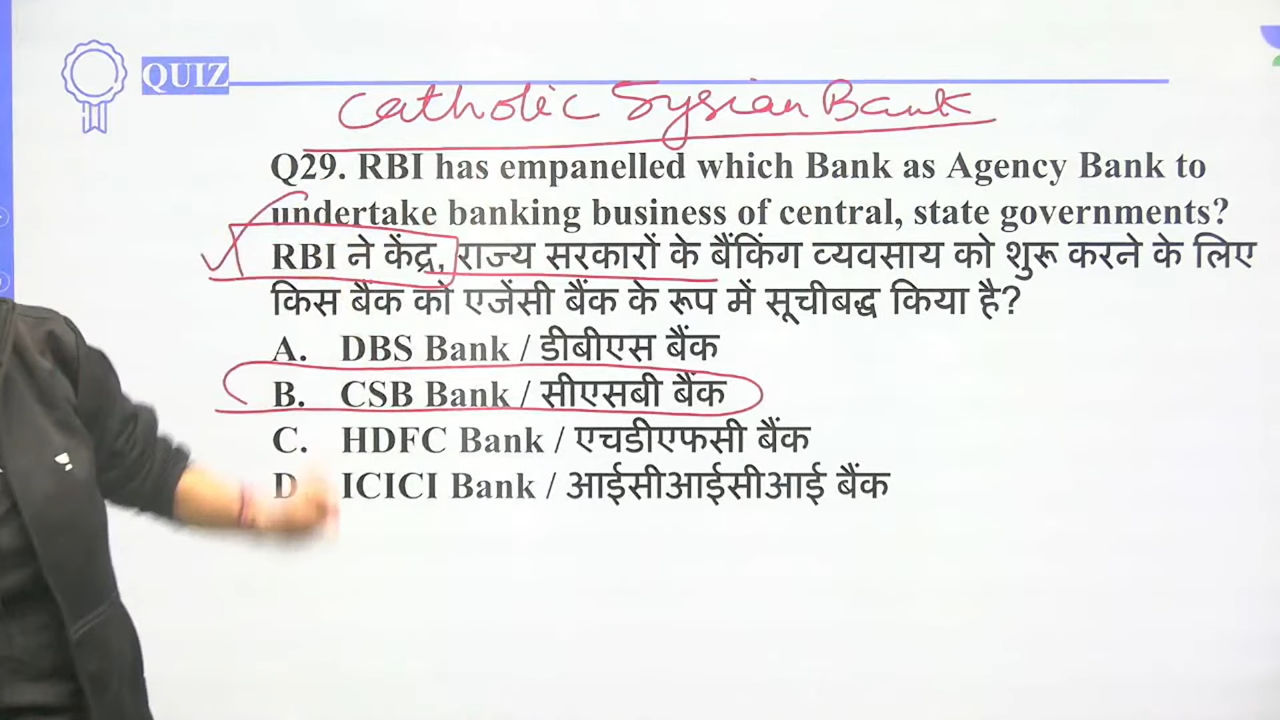 QUIZ
Catholic Sysian Bank
Q29. RBI has empanelled which Bank as Agency Bank to
undertake banking business of central, state governments?
RBI ने केंद्र, राज्य सरकारों के बैंकिंग व्यवसाय को शुरू करने के लिए
किस बैंक को एजेंसी बैंक के रूप में सूचीबद्ध किया है?
A. DBS Bank / डीबीएस बैंक
B. CSB Bank / सीएसबी बैंक
C. HDFC Bank / एचडीएफसी बैंक
D ICICI Bank / आईसीआईसीआई बैंक